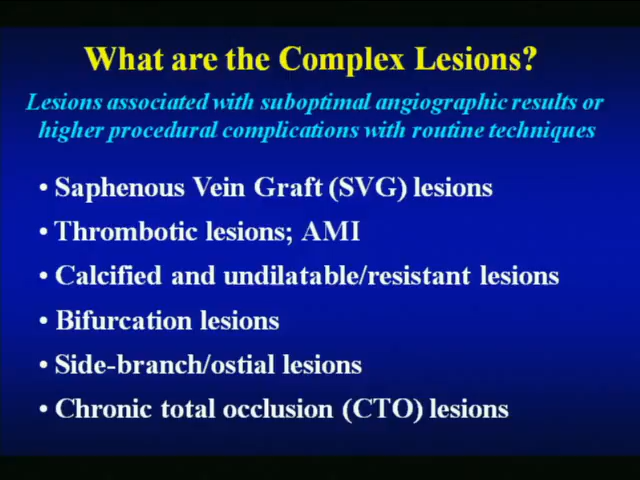 What are the Complex Lesions?
Lesions associated with suboptimal angiographic results or
higher procedural complications with routine techniques
• Saphenous Vein Graft (SVG) lesions
• Thrombotic lesions; AMI
• Calcified and undilatable/resistant lesions
• Bifurcation lesions
• Side-branch/ostial lesions
• Chronic total occlusion (CTO) lesions